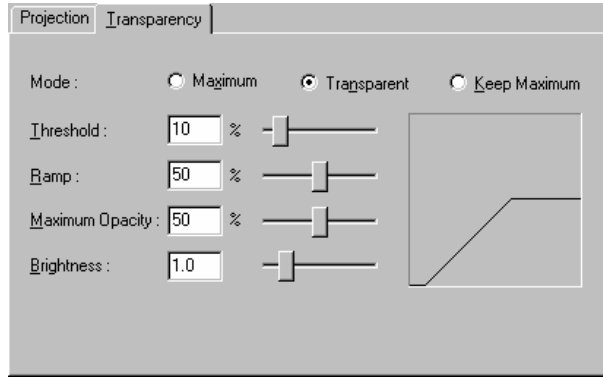 Projection Transparency
Mode : Maximum Transparent Keep Maximum
Threshold : 10 %
Ramp : 50 %
Maximum Opacity : 50 %
Brightness : 1.0